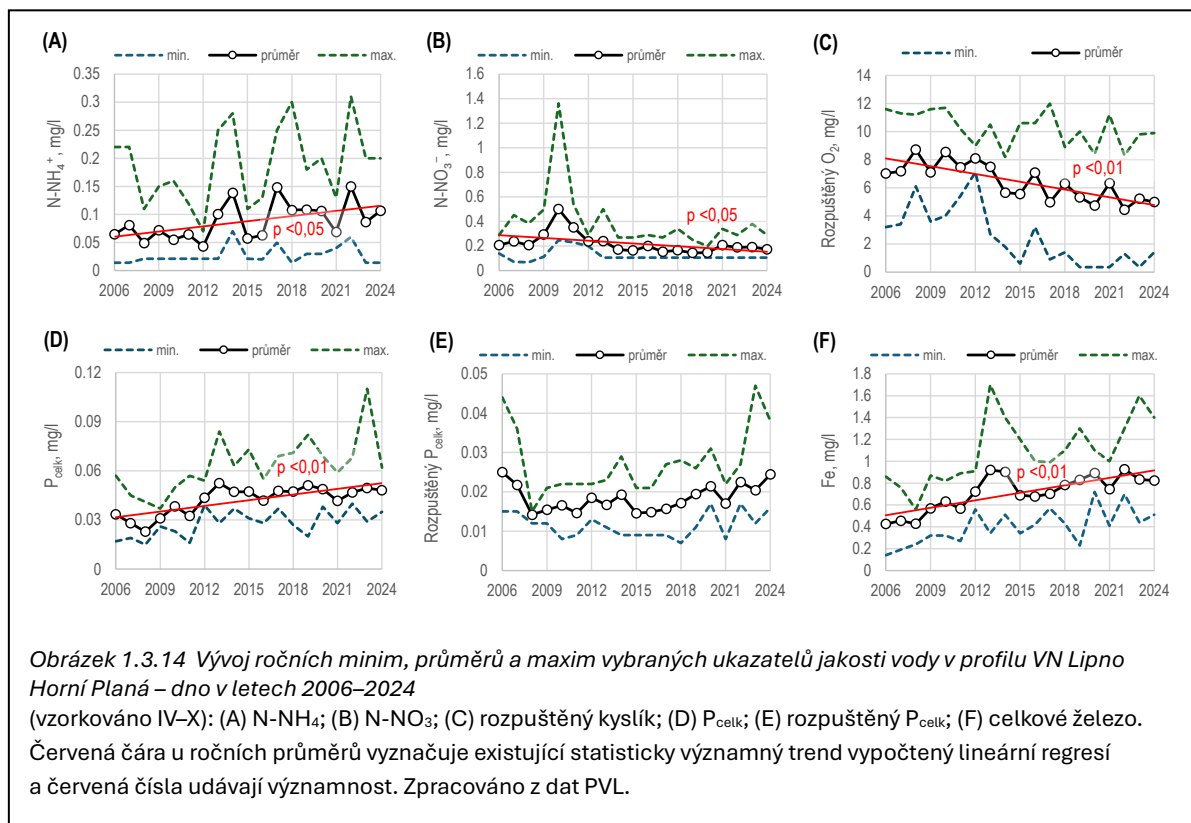 (A)
min. průměr max.
N-NH₄⁺, mg/l
0.35
0.3
0.25
0.2
0.15
0.1
0.05
0
p <0,05
2006 2009 2012 2015 2018 2021 2024
(B)
min. průměr max.
N-NO₃⁻, mg/l
1.6
1.4
1.2
1.0
0.8
0.6
0.4
0.2
0.0
p <0,05
2006 2009 2012 2015 2018 2021 2024
(C)
min. průměr max.
Rozpuštěný O₂, mg/l
14
12
10
8
6
4
2
0
p <0,01
2006 2009 2012 2015 2018 2021 2024
(D)
min. průměr max.
P_celk, mg/l
0.12
0.09
0.06
0.03
0
p <0,01
2006 2009 2012 2015 2018 2021 2024
(E)
min. průměr max.
Rozpuštěný P_celk, mg/l
0.05
0.04
0.03
0.02
0.01
0.00
2006 2009 2012 2015 2018 2021 2024
(F)
min. průměr max.
Fe, mg/l
1.8
1.6
1.4
1.2
1
0.8
0.6
0.4
0.2
0
p <0,01
2006 2009 2012 2015 2018 2021 2024
Obrázek 1.3.14 Vývoj ročních minim, průměrů a maxim vybraných ukazatelů jakosti vody v profilu VN Lipno
Horní Planá – dno v letech 2006–2024
(vzorkováno IV–X): (A) N-NH₄; (B) N-NO₃; (C) rozpuštěný kyslík; (D) P_celk; (E) rozpuštěný P_celk; (F) celkové železo.
Červená čára u ročních průměrů vyznačuje existující statisticky významný trend vypočtený lineární regresí
a červená čísla udávají významnost. Zpracováno z dat PVL.